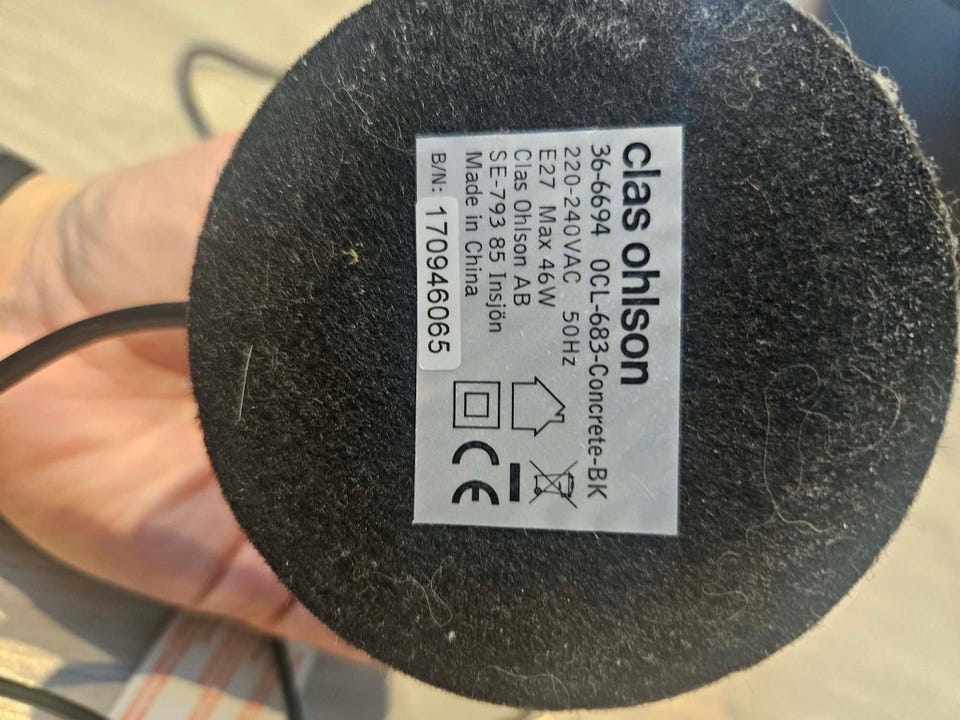 clas ohlson
36-6694 OCL-683-Concrete-BK
220-240VAC 50Hz
E27 Max 46W
Clas Ohlson AB
SE-793 85 Insjön
Made in China
B/N: 170946065
CE